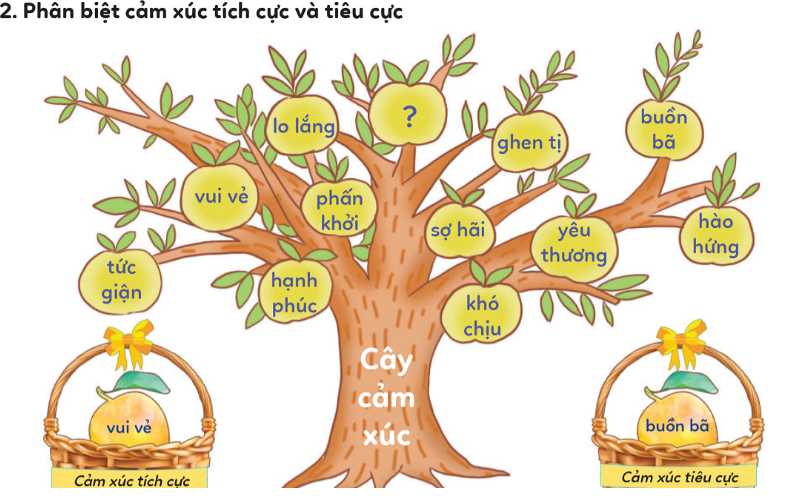 2. Phân biệt cảm xúc tích cực và tiêu cực
lo lắng
?
ghen tị
buồn
bã
vui vẻ
phấn
khởi
sợ hãi
yêu
thương
hào
hứng
tức
giận
hạnh
phúc
khó
chịu
Cây
cảm
xúc
vui vẻ
buồn bã
Cảm xúc tích cực
Cảm xúc tiêu cực